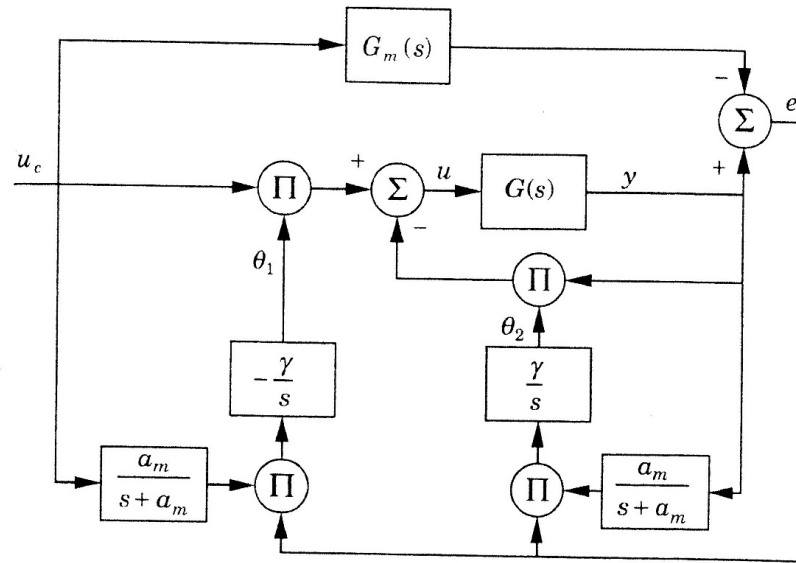 G_m(s)
−
Σ
e
u_c
+
u
y
+
Π
Σ
G(s)
−
θ_1
Π
θ_2
−γ/s
γ/s
a_m/(s + a_m)
Π
Π
a_m/(s + a_m)